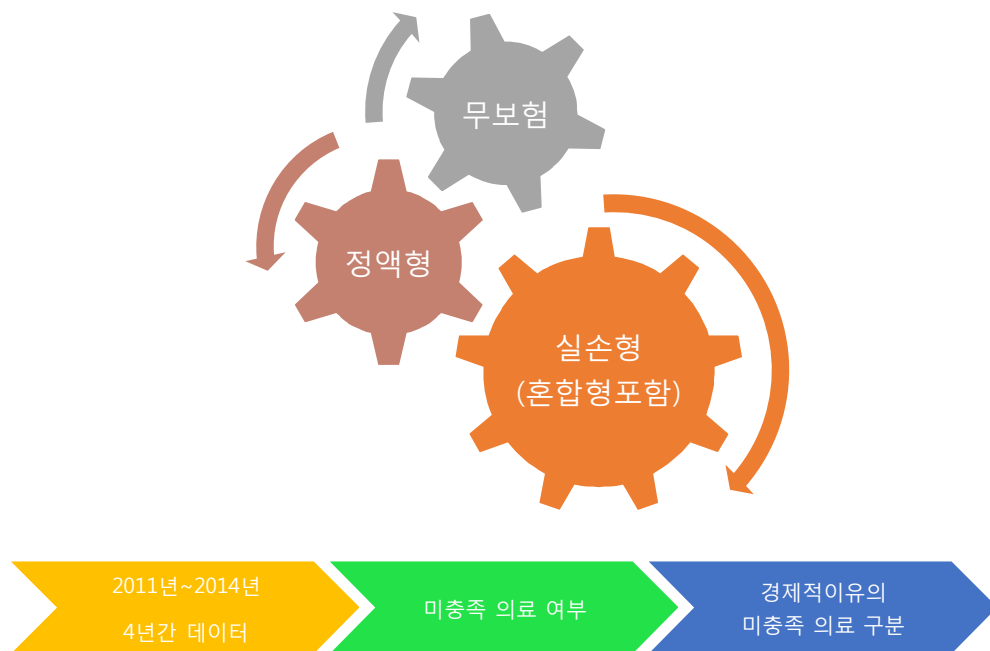 무보험
정액형
실손형
(혼합형포함)
2011년~2014년
4년간 데이터
미충족 의료 여부
경제적이유의
미충족 의료 구분